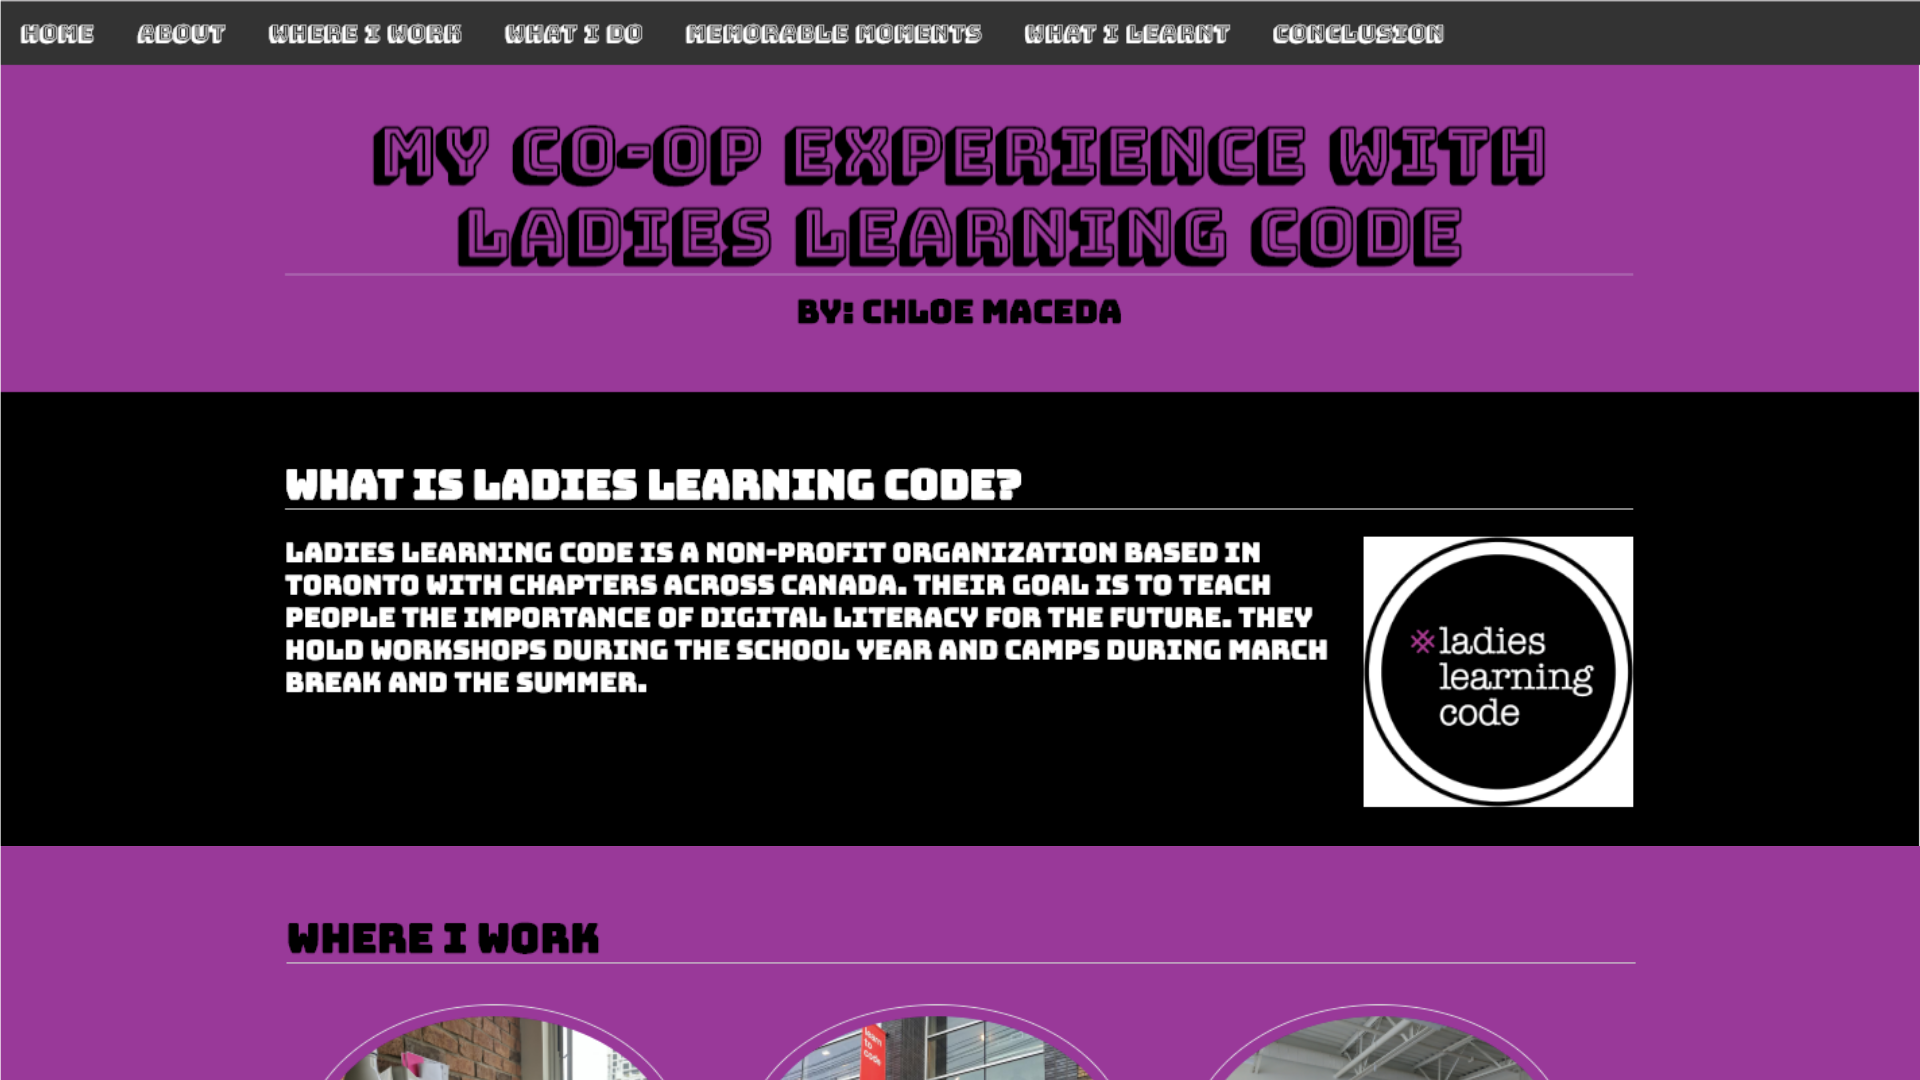 HOME ABOUT WHERE I WORK WHAT I DO MEMORABLE MOMENTS WHAT I LEARNT CONCLUSION
MY CO-OP EXPERIENCE WITH
LADIES LEARNING CODE
BY: CHLOE MACEDA
WHAT IS LADIES LEARNING CODE?
LADIES LEARNING CODE IS A NON-PROFIT ORGANIZATION BASED IN
TORONTO WITH CHAPTERS ACROSS CANADA. THEIR GOAL IS TO TEACH
PEOPLE THE IMPORTANCE OF DIGITAL LITERACY FOR THE FUTURE. THEY
HOLD WORKSHOPS DURING THE SCHOOL YEAR AND CAMPS DURING MARCH
BREAK AND THE SUMMER.
ladies
learning
code
WHERE I WORK
learn
to
code